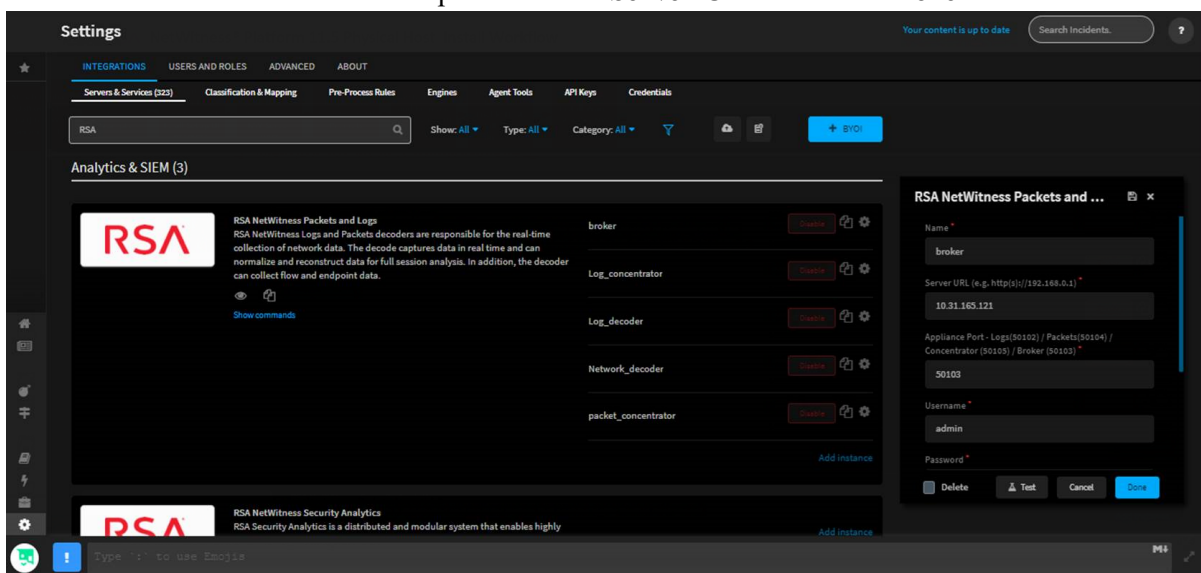 Settings
Your content is up to date
Search Incidents.
?
INTEGRATIONS USERS AND ROLES ADVANCED ABOUT
Servers & Services (323) Classification & Mapping Pre-Process Rules Engines Agent Tools API Keys Credentials
RSA
Show: All Type: All Category: All
+ BYOI
Analytics & SIEM (3)
RSA
RSA NetWitness Packets and Logs
RSA NetWitness Logs and Packets decoders are responsible for the real-time
collection of network data. The decode captures data in real time and can
normalize and reconstruct data for full session analysis. In addition, the decoder
can collect flow and endpoint data.
Show commands
broker Disable
Log_concentrator Disable
Log_decoder Disable
Network_decoder Disable
packet_concentrator Disable
Add instance
RSA
RSA NetWitness Security Analytics
RSA Security Analytics is a distributed and modular system that enables highly
Add instance
RSA NetWitness Packets and ...
Name *
broker
Server URL (e.g. http(s)://192.168.0.1) *
10.31.165.121
Appliance Port - Logs(50102) / Packets(50104) /
Concentrator (50105) / Broker (50103) *
50103
Username *
admin
Password *
Delete Test Cancel Done
! Type ':' to use Emojis
M↓